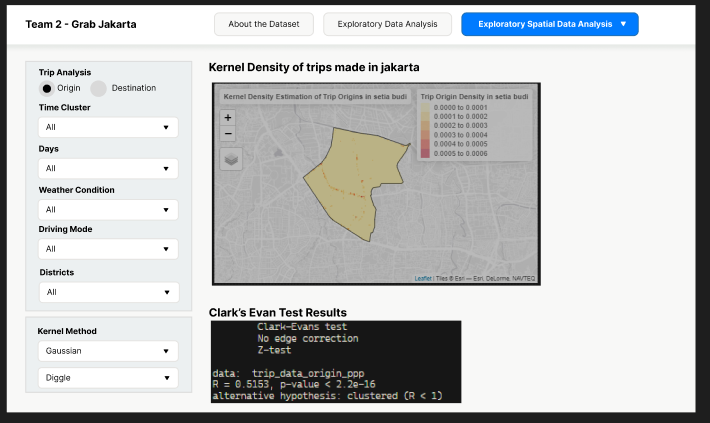 Team 2 - Grab Jakarta
About the Dataset
Exploratory Data Analysis
Exploratory Spatial Data Analysis
Trip Analysis
Origin
Destination
Time Cluster
All
Days
All
Weather Condition
All
Driving Mode
All
Districts
All
Kernel Method
Gaussian
Diggle
Kernel Density of trips made in jakarta
Kernel Density Estimation of Trip Origins in setia budi
+
−
Trip Origin Density in setia budi
0.0000 to 0.0001
0.0001 to 0.0002
0.0002 to 0.0003
0.0003 to 0.0004
0.0004 to 0.0005
0.0005 to 0.0006
Leaflet | Tiles © Esri — Esri, DeLorme, NAVTEQ
Clark's Evan Test Results
Clark-Evans test
No edge correction
Z-test
data: trip_data_origin_ppp
R = 0.5153, p-value < 2.2e-16
alternative hypothesis: clustered (R < 1)